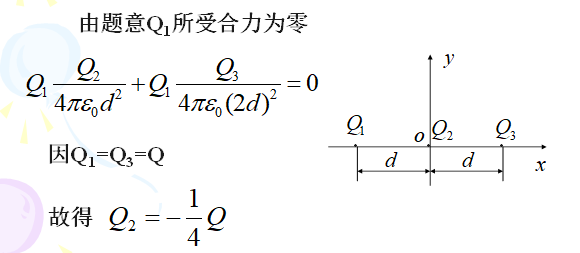 由题意Q₁所受合力为零
Q₁ Q₂/(4πε₀d²) + Q₁ Q₃/(4πε₀(2d)²) = 0
因Q₁=Q₃=Q
故得 Q₂ = −1/4 Q
y
Q₁ o Q₂ Q₃
d d x